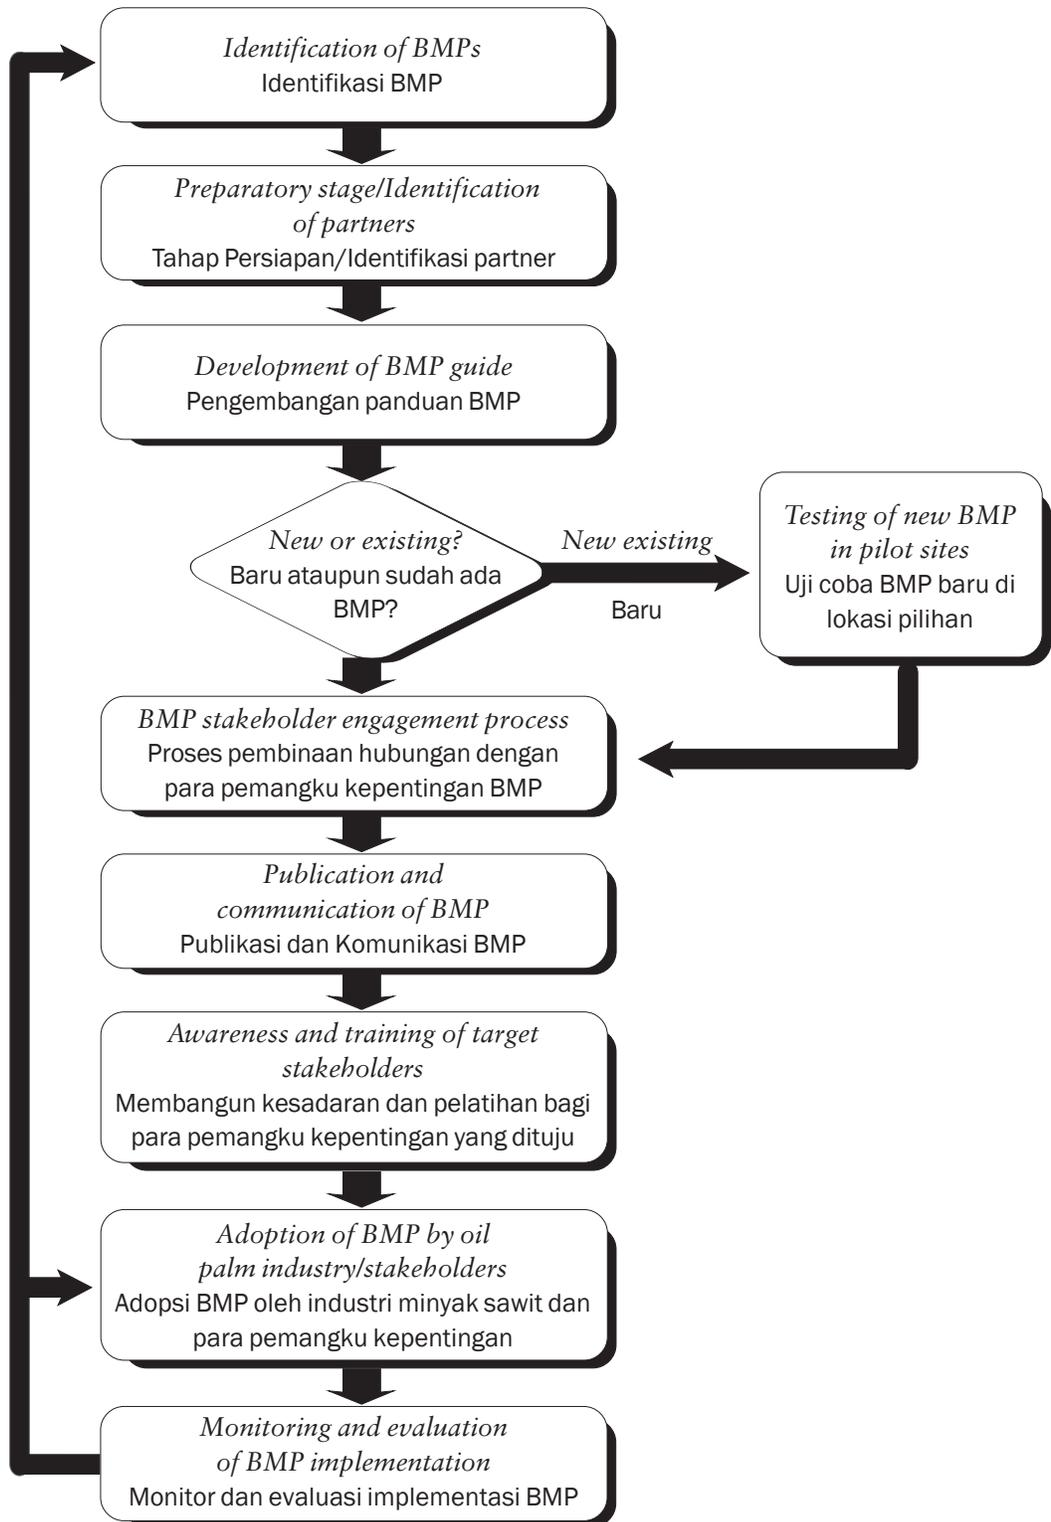 Identification of BMPs
Identifikasi BMP
Preparatory stage/Identification
of partners
Tahap Persiapan/Identifikasi partner
Development of BMP guide
Pengembangan panduan BMP
New or existing?
Baru ataupun sudah ada
BMP?
New existing
Baru
Testing of new BMP
in pilot sites
Uji coba BMP baru di
lokasi pilihan
BMP stakeholder engagement process
Proses pembinaan hubungan dengan
para pemangku kepentingan BMP
Publication and
communication of BMP
Publikasi dan Komunikasi BMP
Awareness and training of target
stakeholders
Membangun kesadaran dan pelatihan bagi
para pemangku kepentingan yang dituju
Adoption of BMP by oil
palm industry/stakeholders
Adopsi BMP oleh industri minyak sawit dan
para pemangku kepentingan
Monitoring and evaluation
of BMP implementation
Monitor dan evaluasi implementasi BMP